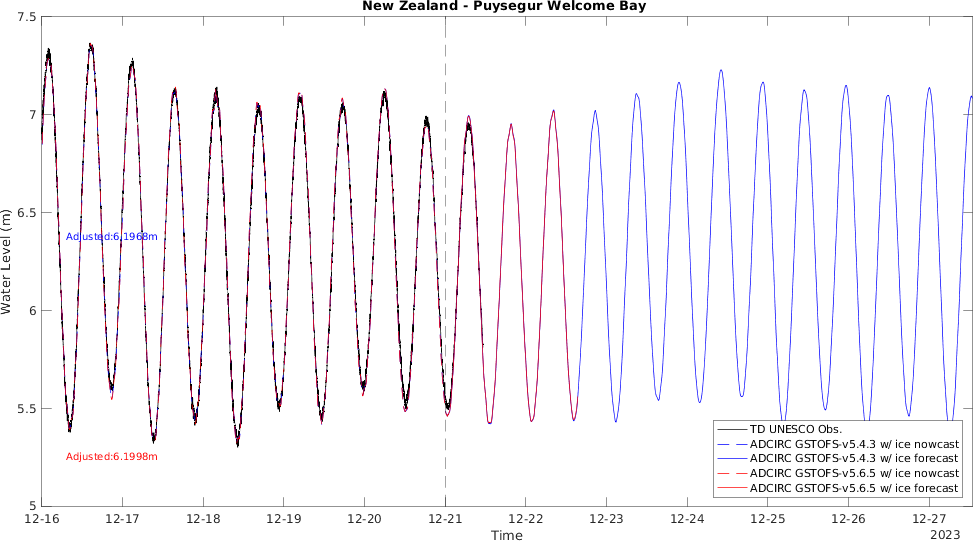 New Zealand - Puysegur Welcome Bay
7.5
7
6.5
6
5.5
5
Water Level (m)
Adjusted:6.1968m
Adjusted:6.1998m
TD UNESCO Obs.
ADCIRC GSTOFS-v5.4.3 w/ ice nowcast
ADCIRC GSTOFS-v5.4.3 w/ ice forecast
ADCIRC GSTOFS-v5.6.5 w/ ice nowcast
ADCIRC GSTOFS-v5.6.5 w/ ice forecast
12-16 12-17 12-18 12-19 12-20 12-21 12-22 12-23 12-24 12-25 12-26 12-27
Time
2023